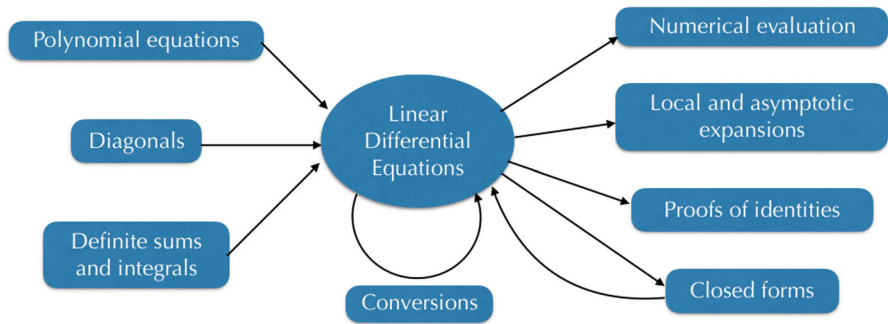 Polynomial equations
Diagonals
Definite sums
and integrals
Linear
Differential
Equations
Conversions
Numerical evaluation
Local and asymptotic
expansions
Proofs of identities
Closed forms